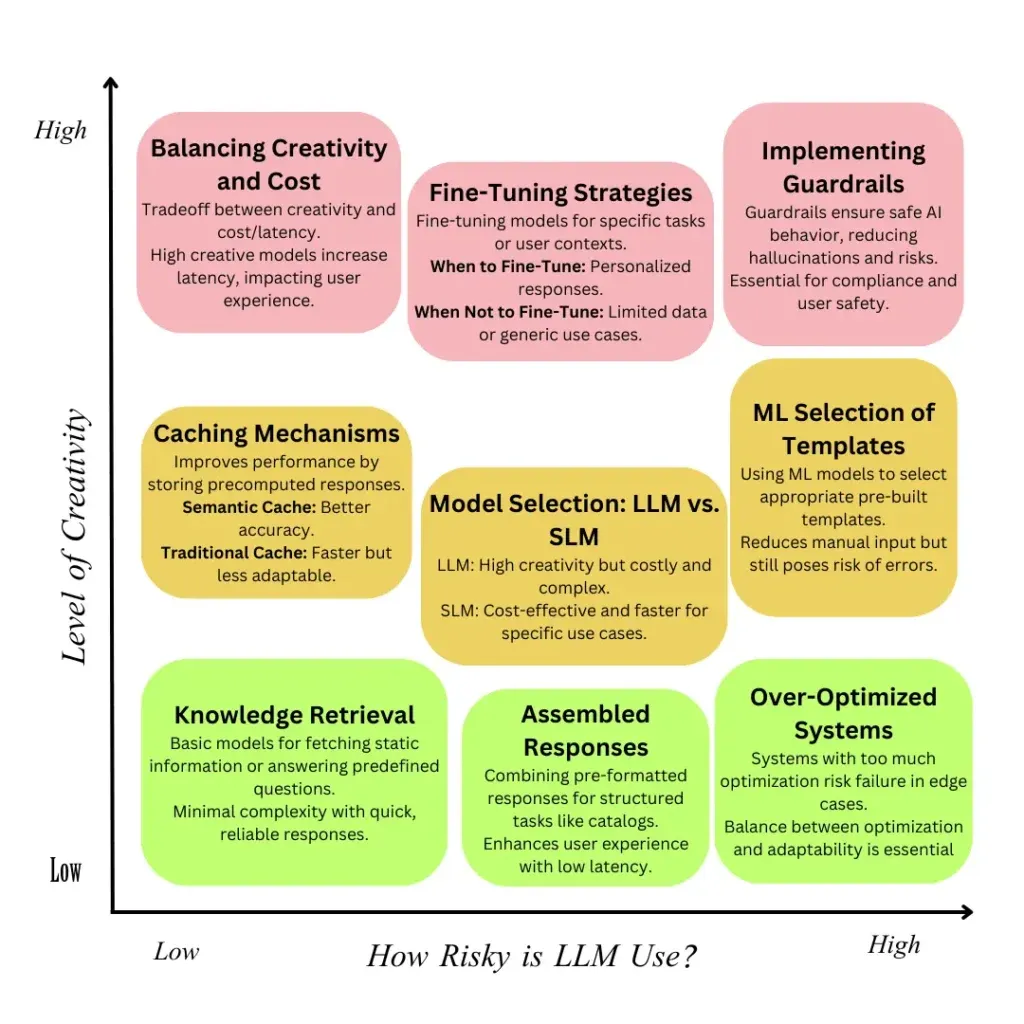 High
Balancing Creativity
and Cost
Tradeoff between creativity and
cost/latency.
High creative models increase
latency, impacting user
experience.
Fine-Tuning Strategies
Fine-tuning models for specific tasks
or user contexts.
When to Fine-Tune: Personalized
responses.
When Not to Fine-Tune: Limited data
or generic use cases.
Implementing
Guardrails
Guardrails ensure safe AI
behavior, reducing
hallucinations and risks.
Essential for compliance and
user safety.
Level of Creativity
Caching Mechanisms
Improves performance by
storing precomputed responses.
Semantic Cache: Better
accuracy.
Traditional Cache: Faster but
less adaptable.
Model Selection: LLM vs.
SLM
LLM: High creativity but costly and
complex.
SLM: Cost-effective and faster for
specific use cases.
ML Selection of
Templates
Using ML models to select
appropriate pre-built
templates.
Reduces manual input but
still poses risk of errors.
Knowledge Retrieval
Basic models for fetching static
information or answering predefined
questions.
Minimal complexity with quick,
reliable responses.
Assembled
Responses
Combining pre-formatted
responses for structured
tasks like catalogs.
Enhances user experience
with low latency.
Over-Optimized
Systems
Systems with too much
optimization risk failure in edge
cases.
Balance between optimization
and adaptability is essential
Low
Low
How Risky is LLM Use?
High